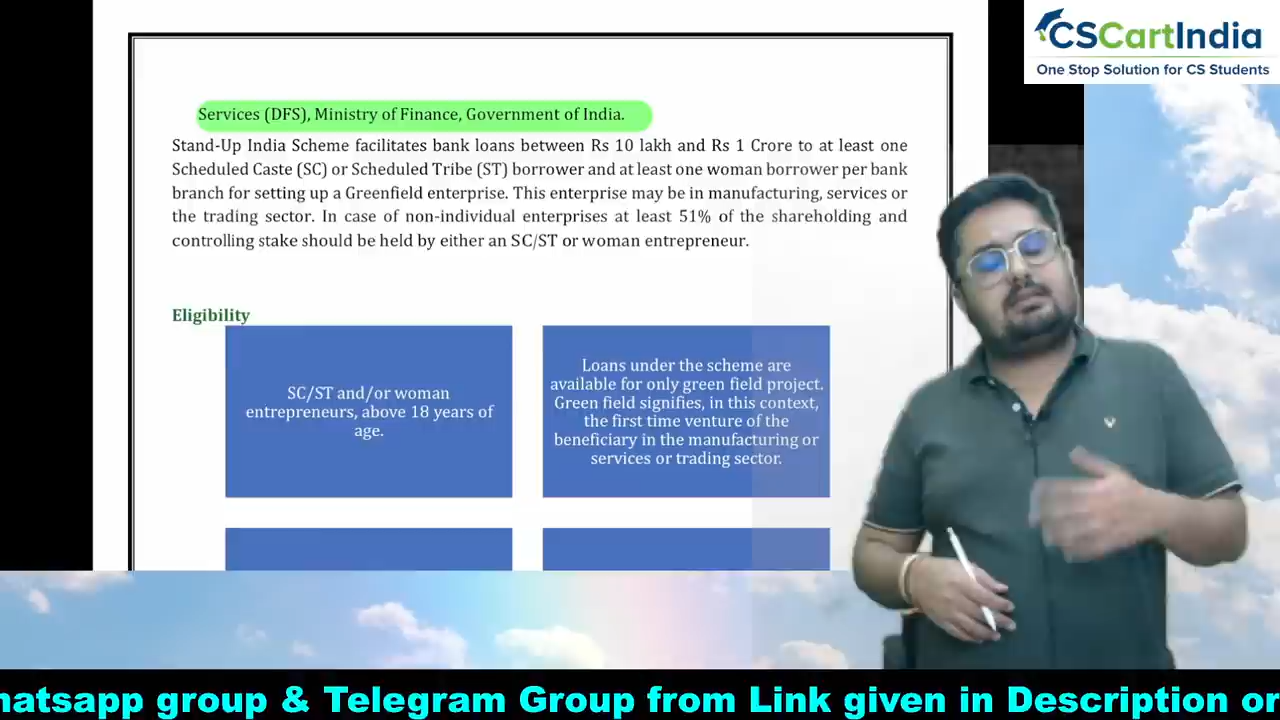 CSCartIndia
One Stop Solution for CS Students
Services (DFS), Ministry of Finance, Government of India.
Stand-Up India Scheme facilitates bank loans between Rs 10 lakh and Rs 1 Crore to at least one
Scheduled Caste (SC) or Scheduled Tribe (ST) borrower and at least one woman borrower per bank
branch for setting up a Greenfield enterprise. This enterprise may be in manufacturing, services or
the trading sector. In case of non-individual enterprises at least 51% of the shareholding and
controlling stake should be held by either an SC/ST or woman entrepreneur.
Eligibility
SC/ST and/or woman
entrepreneurs, above 18 years of
age.
Loans under the scheme are
available for only green field project.
Green field signifies, in this context,
the first time venture of the
beneficiary in the manufacturing or
services or trading sector.
hatsapp group & Telegram Group from Link given in Description or